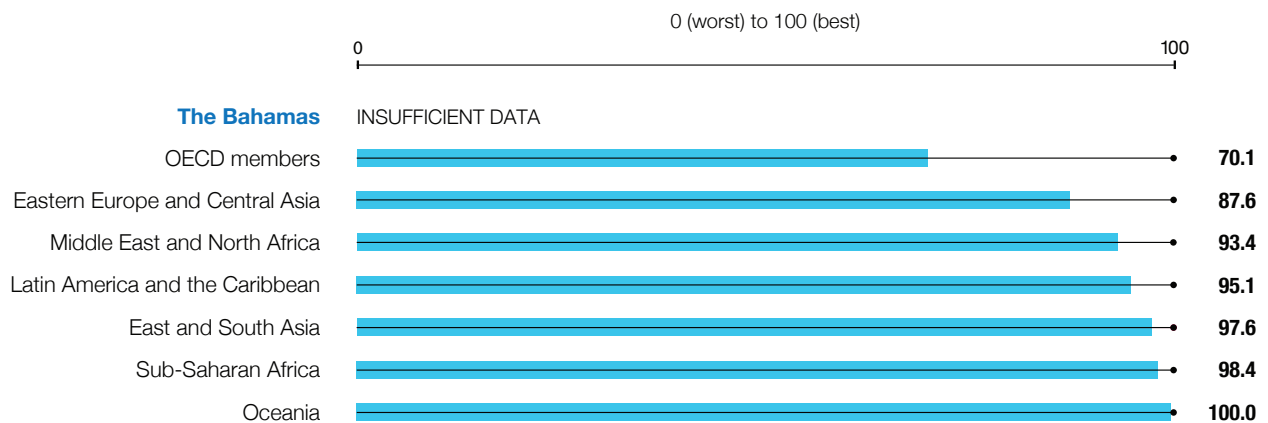 0 (worst) to 100 (best)
0 100
The Bahamas INSUFFICIENT DATA
OECD members 70.1
Eastern Europe and Central Asia 87.6
Middle East and North Africa 93.4
Latin America and the Caribbean 95.1
East and South Asia 97.6
Sub-Saharan Africa 98.4
Oceania 100.0